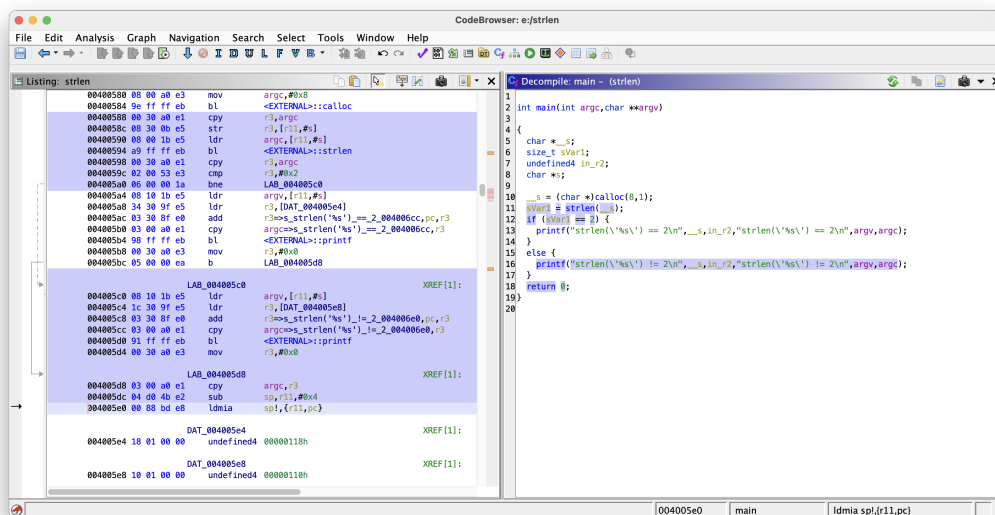 CodeBrowser: e:/strlen
File Edit Analysis Graph Navigation Search Select Tools Window Help
I D U L F V B
Listing: strlen
00400580 08 00 a0 e3 mov argc,#0x8
00400584 9e ff ff eb bl <EXTERNAL>::calloc
00400588 00 30 a0 e1 cpy r3,argc
0040058c 08 30 0b e5 str r3,[r11,#s]
00400590 08 00 1b e5 ldr argc,[r11,#s]
00400594 a9 ff ff eb bl <EXTERNAL>::strlen
00400598 00 30 a0 e1 cpy r3,argc
0040059c 02 00 53 e3 cmp r3,#0x2
004005a0 06 00 00 1a bne LAB_004005c0
004005a4 08 10 1b e5 ldr argv,[r11,#s]
004005a8 34 30 9f e5 ldr r3,[DAT_004005e4]
004005ac 03 30 8f e0 add r3=>s_strlen('%s')_==_2_004006cc,pc,r3
004005b0 03 00 a0 e1 cpy argc=>s_strlen('%s')_==_2_004006cc,r3
004005b4 98 ff ff eb bl <EXTERNAL>::printf
004005b8 00 30 a0 e3 mov r3,#0x0
004005bc 05 00 00 ea b LAB_004005d8
LAB_004005c0 XREF[1]:
004005c0 08 10 1b e5 ldr argv,[r11,#s]
004005c4 1c 30 9f e5 ldr r3,[DAT_004005e8]
004005c8 03 30 8f e0 add r3=>s_strlen('%s')_!=_2_004006e0,pc,r3
004005cc 03 00 a0 e1 cpy argc=>s_strlen('%s')_!=_2_004006e0,r3
004005d0 91 ff ff eb bl <EXTERNAL>::printf
004005d4 00 30 a0 e3 mov r3,#0x0
LAB_004005d8 XREF[1]:
004005d8 03 00 a0 e1 cpy argc,r3
004005dc 04 d0 4b e2 sub sp,r11,#0x4
004005e0 00 88 bd e8 ldmia sp!,{r11,pc}
DAT_004005e4 XREF[1]:
004005e4 18 01 00 00 undefined4 00000118h
DAT_004005e8 XREF[1]:
004005e8 10 01 00 00 undefined4 00000110h
Decompile: main - (strlen)
1
2 int main(int argc,char **argv)
3
4 {
5 char *__s;
6 size_t sVar1;
7 undefined4 in_r2;
8 char *s;
9
10 __s = (char *)calloc(8,1);
11 sVar1 = strlen(__s);
12 if (sVar1 == 2) {
13 printf("strlen(\'%s\') == 2\n",__s,in_r2,"strlen(\'%s\') == 2\n",argv,argc);
14 }
15 else {
16 printf("strlen(\'%s\') != 2\n",__s,in_r2,"strlen(\'%s\') != 2\n",argv,argc);
17 }
18 return 0;
19 }
20
004005e0 main ldmia sp!,{r11,pc}